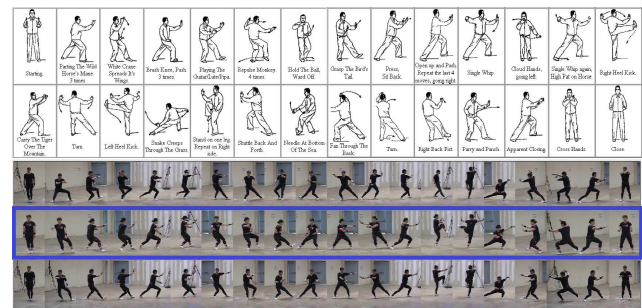 Starting.
Parting The Wild
Horse's Mane.
3 times.
White Crane
Spreads It's
Wings.
Brush Knee, Push
3 times.
Playing The
Guitar/Lute/Pipa.
Repulse Monkey.
4 times.
Hold The Ball,
Ward Off.
Grasp The Bird's
Tail.
Press,
Sit Back.
Open up and Push.
Repeat the last 4
moves, going right.
Single Whip.
Cloud Hands,
going left.
Single Whip again,
High Pat on Horse
Right Heel Kick.
Carry The Tiger
Over The
Mountain.
Turn.
Left Heel Kick.
Snake Creeps
Through The Grass.
Stand on one leg.
Repeat on Right
side.
Shuttle Back And
Forth.
Needle At Bottom
Of The Sea.
Fan Through The
Back.
Turn.
Right Back Fist.
Parry and Punch.
Apparent Closing
Cross Hands.
Close.